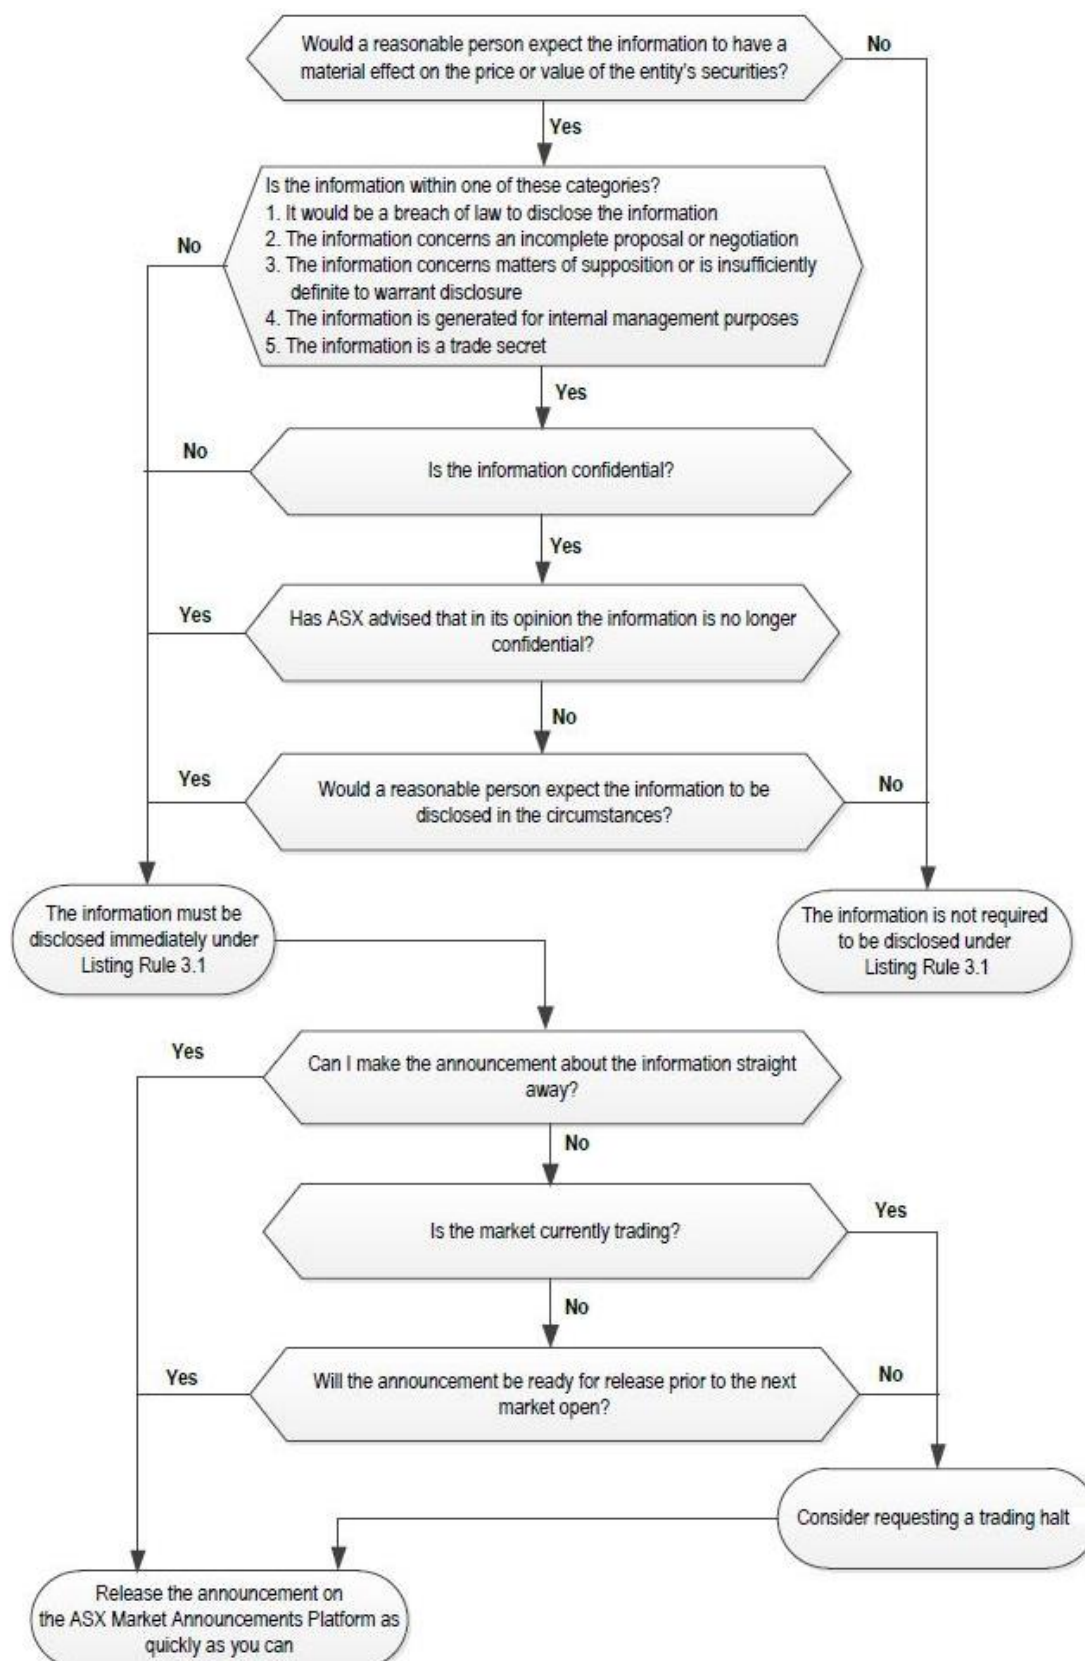 Would a reasonable person expect the information to have a
material effect on the price or value of the entity's securities?
No
Yes
Is the information within one of these categories?
1. It would be a breach of law to disclose the information
2. The information concerns an incomplete proposal or negotiation
3. The information concerns matters of supposition or is insufficiently
definite to warrant disclosure
4. The information is generated for internal management purposes
5. The information is a trade secret
No
Yes
No
Is the information confidential?
Yes
Yes
Has ASX advised that in its opinion the information is no longer
confidential?
No
Yes
Would a reasonable person expect the information to be
disclosed in the circumstances?
No
The information must be
disclosed immediately under
Listing Rule 3.1
The information is not required
to be disclosed under
Listing Rule 3.1
Yes
Can I make the announcement about the information straight
away?
No
Is the market currently trading?
Yes
No
Yes
Will the announcement be ready for release prior to the next
market open?
No
Consider requesting a trading halt
Release the announcement on
the ASX Market Announcements Platform as
quickly as you can